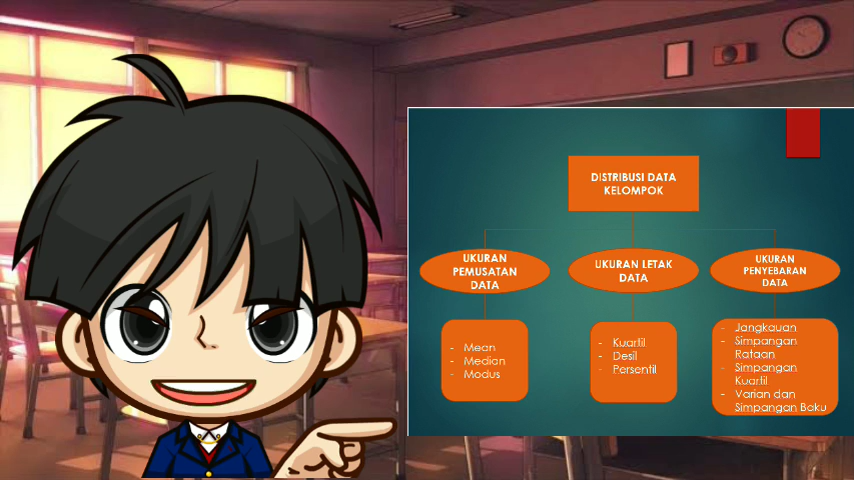 DISTRIBUSI DATA
KELOMPOK
UKURAN
PEMUSATAN
DATA
UKURAN LETAK
DATA
UKURAN
PENYEBARAN
DATA
- Mean
- Median
- Modus
- Kuartil
- Desil
- Persentil
- Jangkauan
- Simpangan
Rataan
- Simpangan
Kuartil
- Varian dan
Simpangan Baku